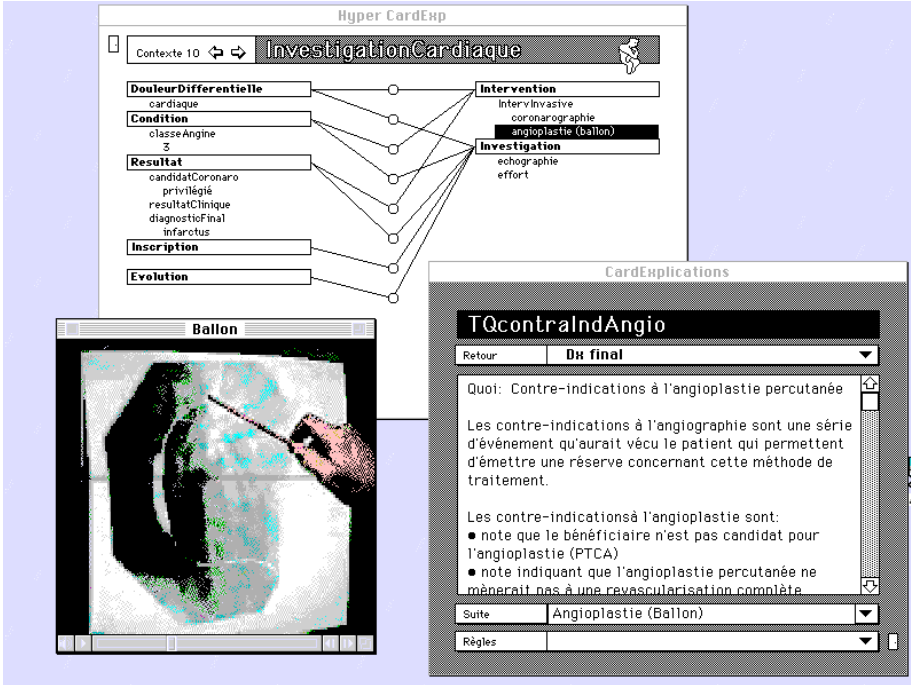 Hyper CardExp
Contexte 10
InvestigationCardiaque
DouleurDifferentielle
cardiaque
Condition
classeAngine
3
Resultat
candidatCoronaro
privilégié
resultatClinique
diagnosticFinal
infarctus
Inscription
Evolution
Intervention
IntervInvasive
coronarographie
angioplastie (ballon)
Investigation
echographie
effort
Ballon
CardExplications
TQcontraIndAngio
Retour
Dx final
Quoi: Contre-indications à l'angioplastie percutanée
Les contre-indications à l'angiographie sont une série
d'événement qu'aurait vécu le patient qui permettent
d'émettre une réserve concernant cette méthode de
traitement.
Les contre-indicationsà l'angioplastie sont:
● note que le bénéficiaire n'est pas candidat pour
l'angioplastie (PTCA)
● note indiquant que l'angioplastie percutanée ne
mènerait pas à une revascularisation complète
Suite
Angioplastie (Ballon)
Règles